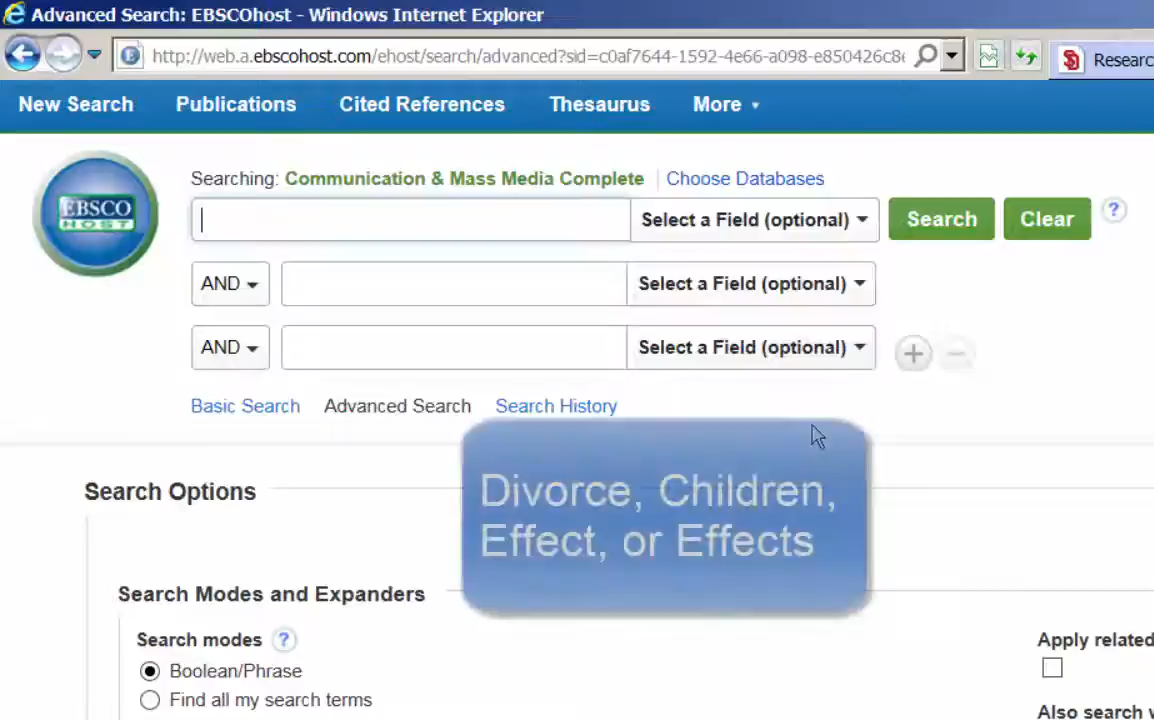 Advanced Search: EBSCOhost - Windows Internet Explorer
http://web.a.ebscohost.com/ehost/search/advanced?sid=c0af7644-1592-4e66-a098-e850426c8
Researc
New Search Publications Cited References Thesaurus More
EBSCO
HOST
Searching: Communication & Mass Media Complete Choose Databases
Select a Field (optional) Search Clear ?
AND Select a Field (optional)
AND Select a Field (optional) + −
Basic Search Advanced Search Search History
Divorce, Children,
Effect, or Effects
Search Options
Search Modes and Expanders
Search modes ? Apply related
Boolean/Phrase
Find all my search terms
Also search w